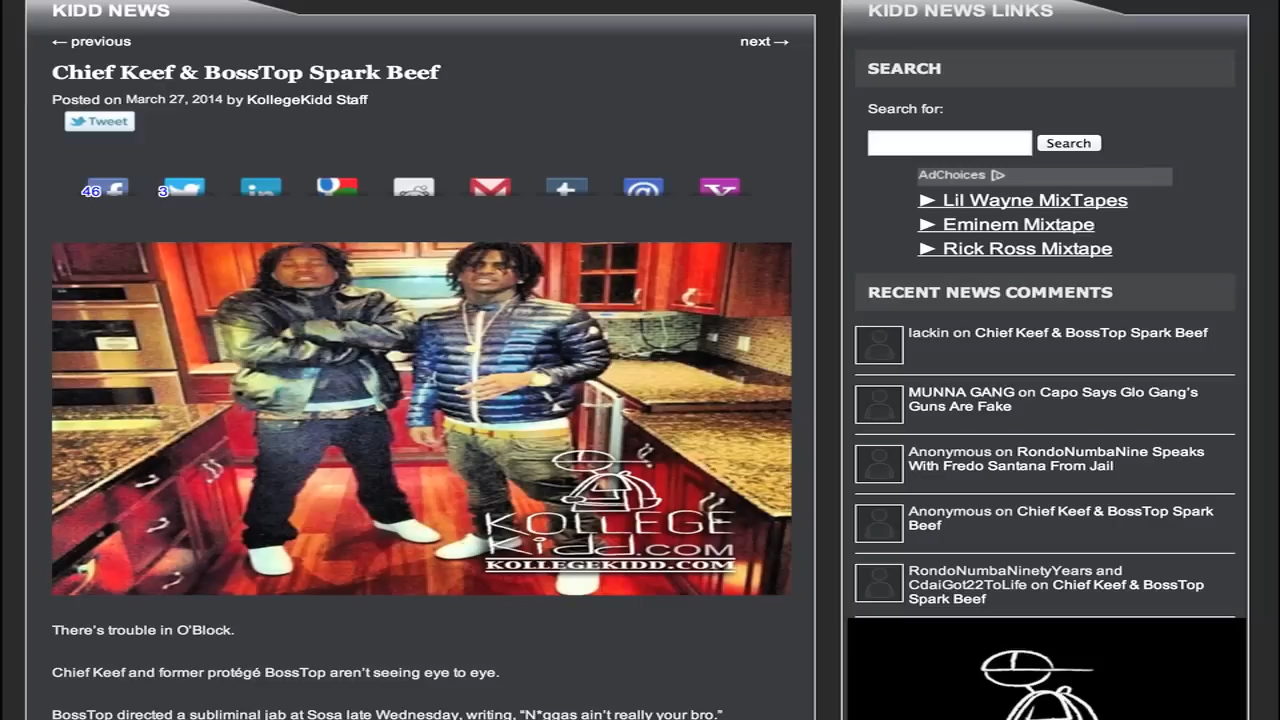 KIDD NEWS
← previous
next →
Chief Keef & BossTop Spark Beef
Posted on March 27, 2014 by KollegeKidd Staff
Tweet
46
3
KOLLEGE
Kidd.COM
KOLLEGEKIDD.COM
There's trouble in O'Block.
Chief Keef and former protégé BossTop aren't seeing eye to eye.
BossTop directed a subliminal jab at Sosa late Wednesday, writing, “N*ggas ain't really your bro.”
KIDD NEWS LINKS
SEARCH
Search for:
Search
AdChoices
► Lil Wayne MixTapes
► Eminem Mixtape
► Rick Ross Mixtape
RECENT NEWS COMMENTS
lackin on Chief Keef & BossTop Spark Beef
MUNNA GANG on Capo Says Glo Gang's
Guns Are Fake
Anonymous on RondoNumbaNine Speaks
With Fredo Santana From Jail
Anonymous on Chief Keef & BossTop Spark
Beef
RondoNumbaNinetyYears and
CdaiGot22ToLife on Chief Keef & BossTop
Spark Beef